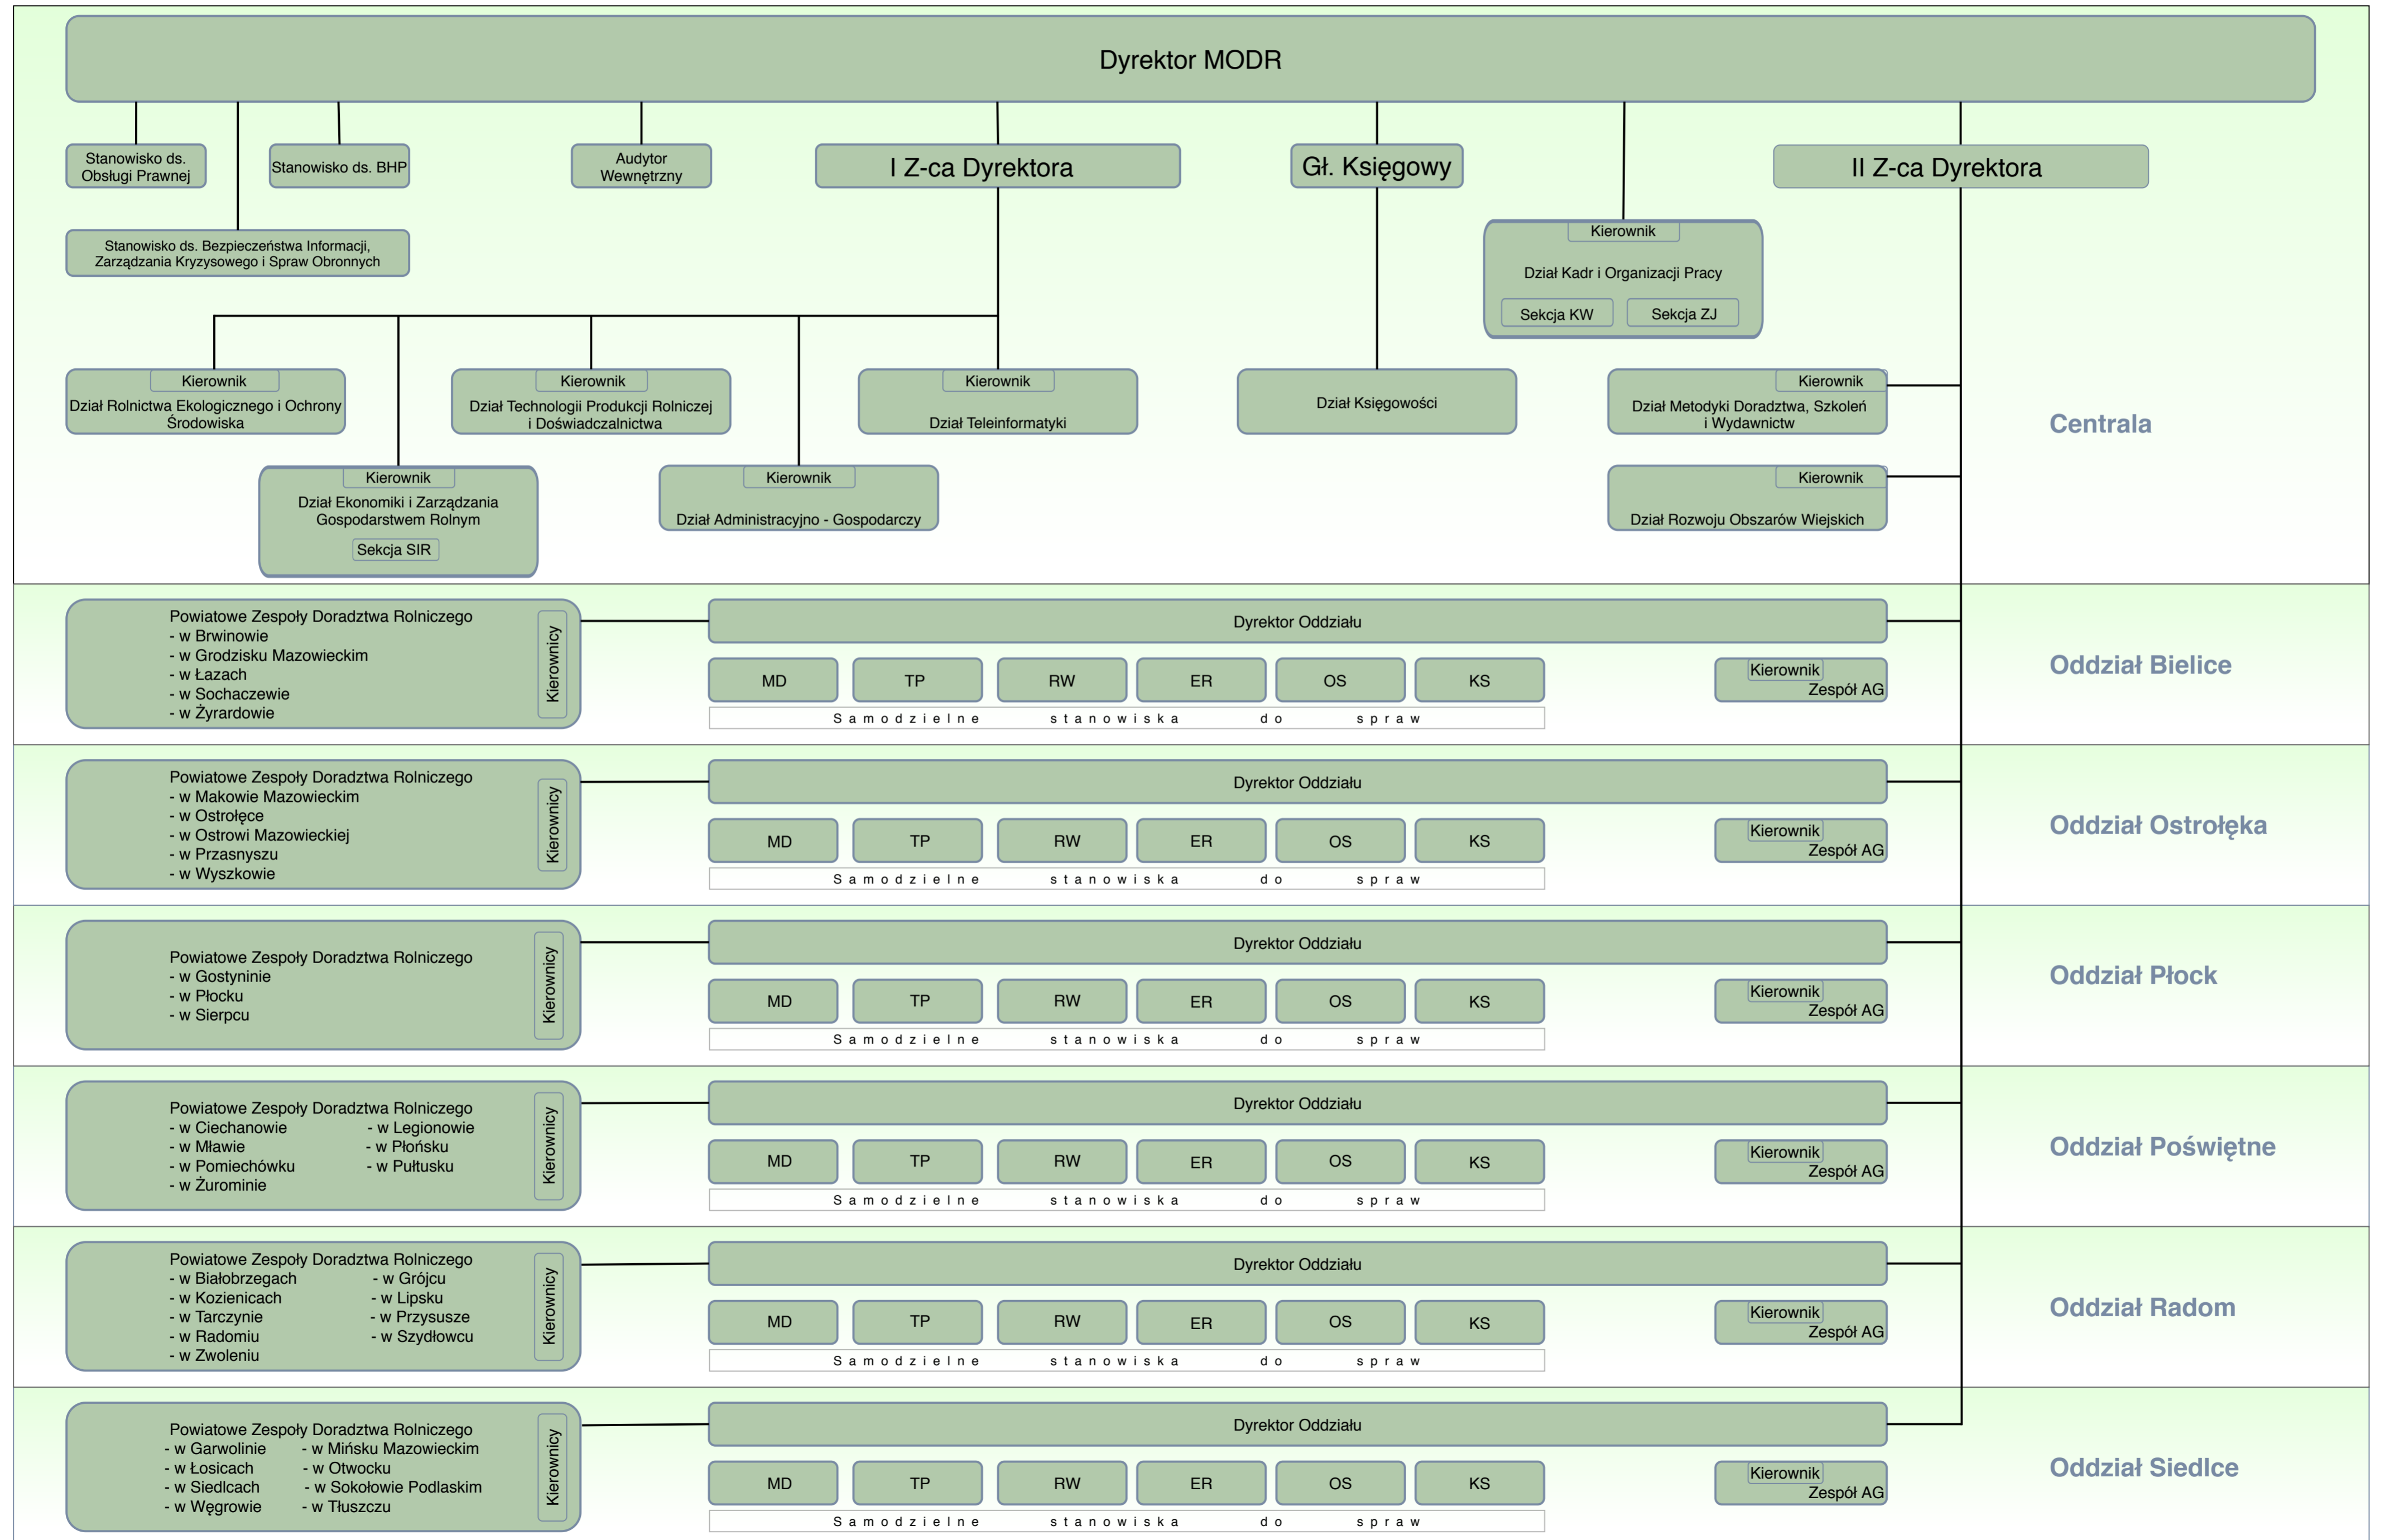 Dyrektor MODR
Stanowisko ds.
Obsługi Prawnej
Stanowisko ds. BHP
Audytor
Wewnętrzny
I Z-ca Dyrektora
Gł. Księgowy
II Z-ca Dyrektora
Stanowisko ds. Bezpieczeństwa Informacji,
Zarządzania Kryzysowego i Spraw Obronnych
Kierownik
Dział Kadr i Organizacji Pracy
Sekcja KW
Sekcja ZJ
Kierownik
Dział Rolnictwa Ekologicznego i Ochrony
Środowiska
Kierownik
Dział Technologii Produkcji Rolniczej
i Doświadczalnictwa
Kierownik
Dział Teleinformatyki
Dział Księgowości
Kierownik
Dział Metodyki Doradztwa, Szkoleń
i Wydawnictw
Centrala
Kierownik
Dział Ekonomiki i Zarządzania
Gospodarstwem Rolnym
Sekcja SIR
Kierownik
Dział Administracyjno - Gospodarczy
Kierownik
Dział Rozwoju Obszarów Wiejskich
Powiatowe Zespoły Doradztwa Rolniczego
- w Brwinowie
- w Grodzisku Mazowieckim
- w Łazach
- w Sochaczewie
- w Żyrardowie
Kierownicy
Dyrektor Oddziału
MD
TP
RW
ER
OS
KS
Samodzielne stanowiska do spraw
Kierownik
Zespół AG
Oddział Bielice
Powiatowe Zespoły Doradztwa Rolniczego
- w Makowie Mazowieckim
- w Ostrołęce
- w Ostrowi Mazowieckiej
- w Przasnyszu
- w Wyszkowie
Kierownicy
Dyrektor Oddziału
MD
TP
RW
ER
OS
KS
Samodzielne stanowiska do spraw
Kierownik
Zespół AG
Oddział Ostrołęka
Powiatowe Zespoły Doradztwa Rolniczego
- w Gostyninie
- w Płocku
- w Sierpcu
Kierownicy
Dyrektor Oddziału
MD
TP
RW
ER
OS
KS
Samodzielne stanowiska do spraw
Kierownik
Zespół AG
Oddział Płock
Powiatowe Zespoły Doradztwa Rolniczego
- w Ciechanowie - w Legionowie
- w Mławie - w Płońsku
- w Pomiechówku - w Pułtusku
- w Żurominie
Kierownicy
Dyrektor Oddziału
MD
TP
RW
ER
OS
KS
Samodzielne stanowiska do spraw
Kierownik
Zespół AG
Oddział Poświętne
Powiatowe Zespoły Doradztwa Rolniczego
- w Białobrzegach - w Grójcu
- w Kozienicach - w Lipsku
- w Tarczynie - w Przysusze
- w Radomiu - w Szydłowcu
- w Zwoleniu
Kierownicy
Dyrektor Oddziału
MD
TP
RW
ER
OS
KS
Samodzielne stanowiska do spraw
Kierownik
Zespół AG
Oddział Radom
Powiatowe Zespoły Doradztwa Rolniczego
- w Garwolinie - w Mińsku Mazowieckim
- w Łosicach - w Otwocku
- w Siedlcach - w Sokołowie Podlaskim
- w Węgrowie - w Tłuszczu
Kierownicy
Dyrektor Oddziału
MD
TP
RW
ER
OS
KS
Samodzielne stanowiska do spraw
Kierownik
Zespół AG
Oddział Siedlce